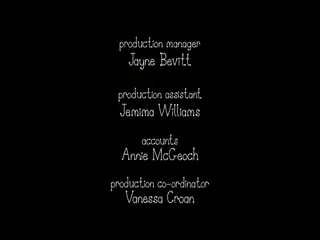 production manager
Jayne Bevitt
production assistant
Jemima Williams
accounts
Annie McGeoch
production co-ordinator
Vanessa Croan